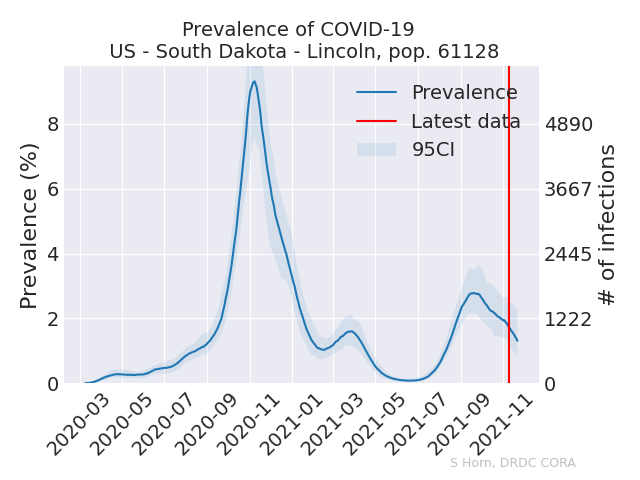 Prevalence of COVID-19
US - South Dakota - Lincoln, pop. 61128
Prevalence
Latest data
95CI
Prevalence (%)
8
6
4
2
0
4890
3667
2445
1222
0
# of infections
2020-03
2020-05
2020-07
2020-09
2020-11
2021-01
2021-03
2021-05
2021-07
2021-09
2021-11
S Horn, DRDC CORA